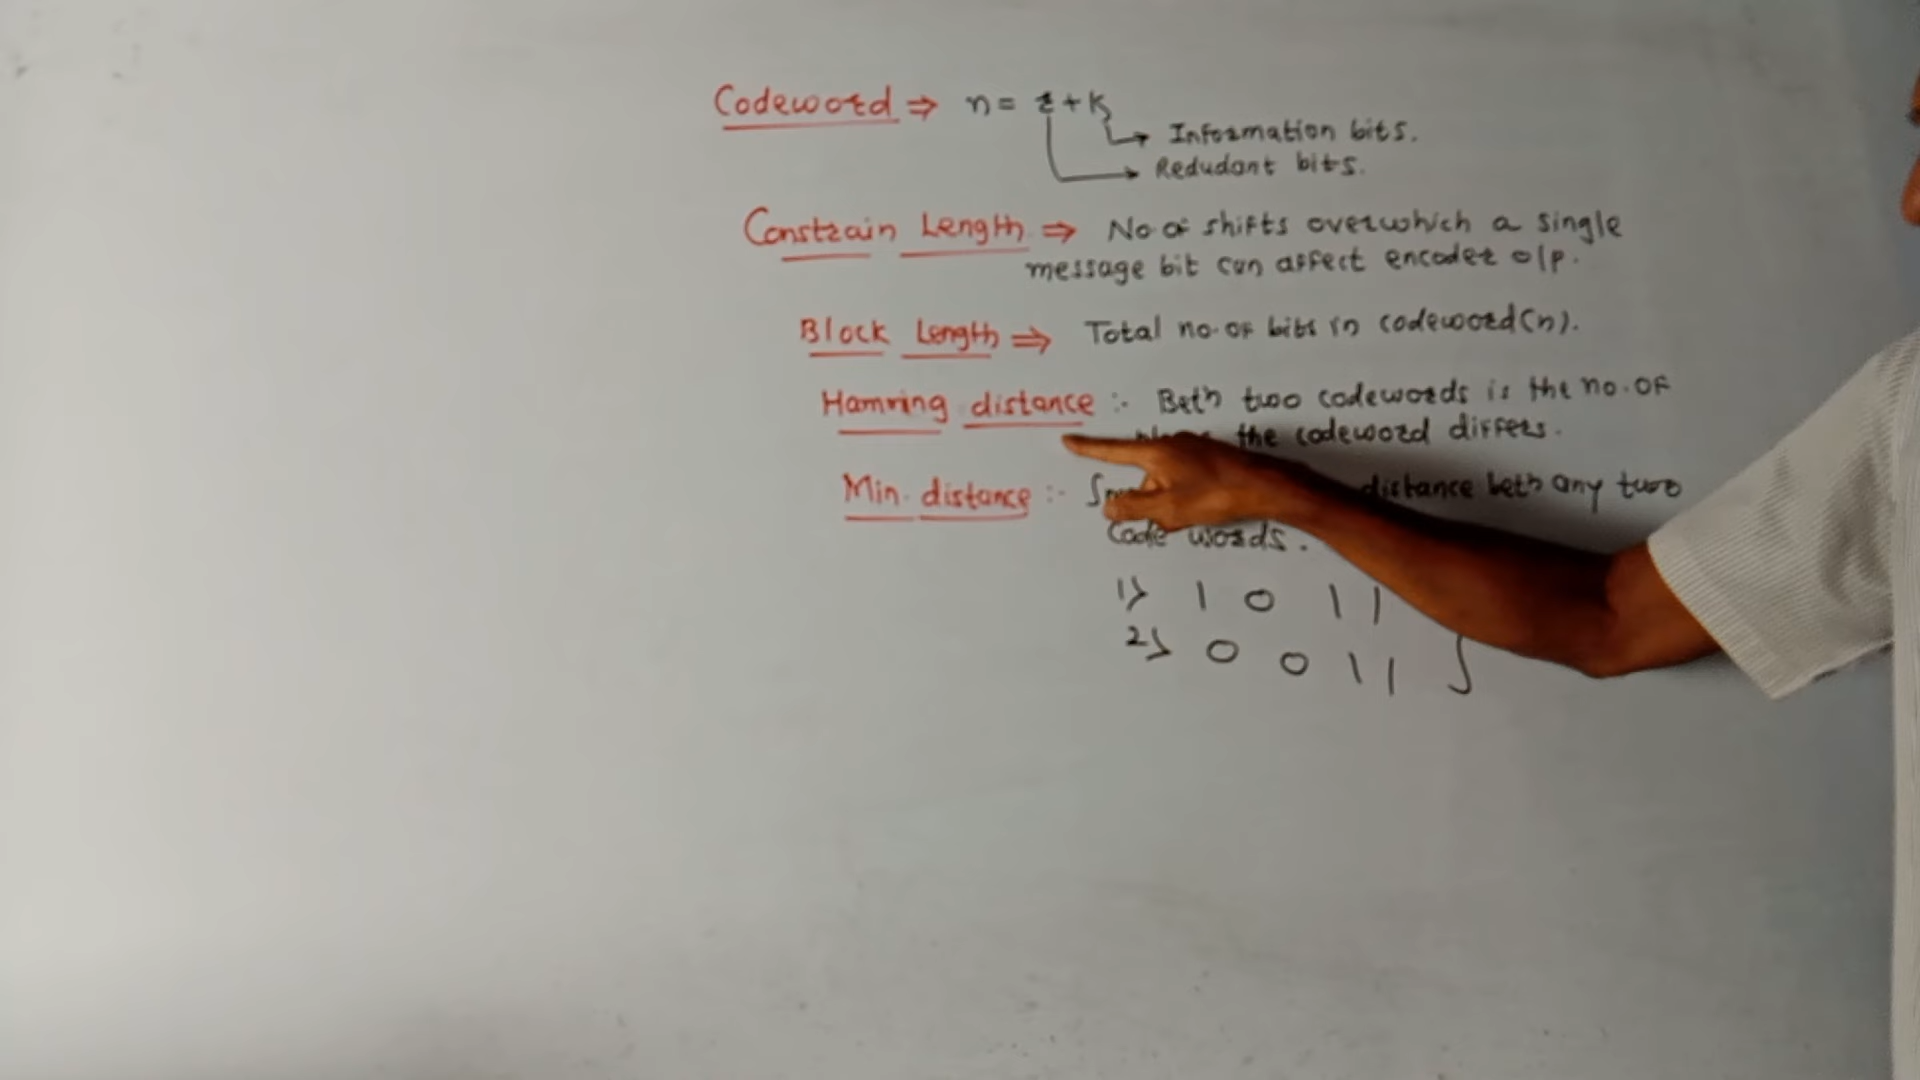 Codeword ⇒ n = r + k
→ Information bits.
→ Redudant bits.
Constrain Length ⇒ No of shifts overwhich a single
message bit can affect encoder o/p.
Block Length ⇒ Total no. of bits in codeword(n).
Hamming distance :- Betn two codewords is the no. of
the codeword differs.
Min. distance :- distance betn any two
Code words.
1> 1 0 1 1
2> 0 0 1 1